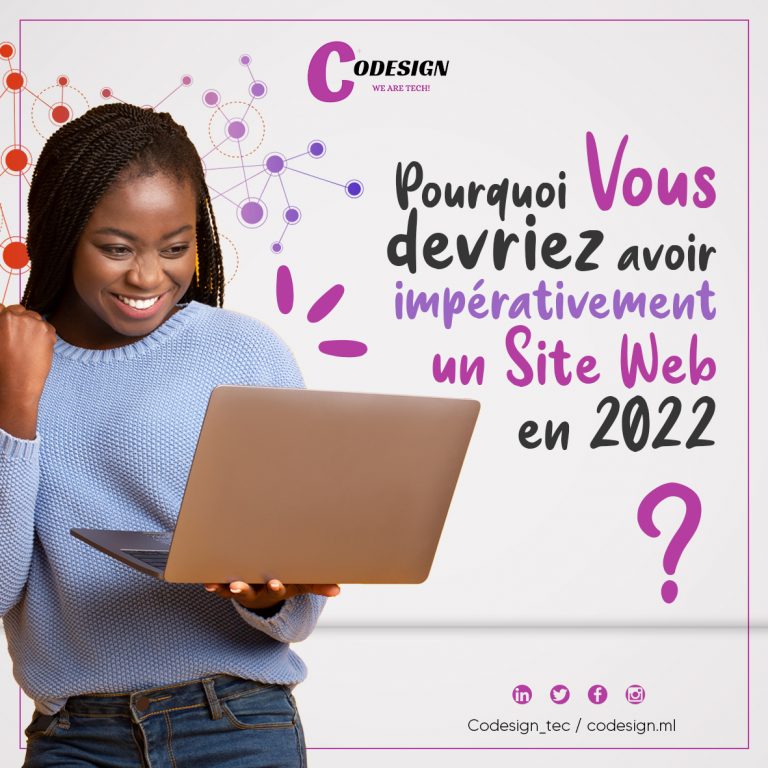 CODESIGN
WE ARE TECH!
Pourquoi Vous
devriez avoir
impérativement
un Site Web
en 2022
?
Codesign_tec / codesign.ml